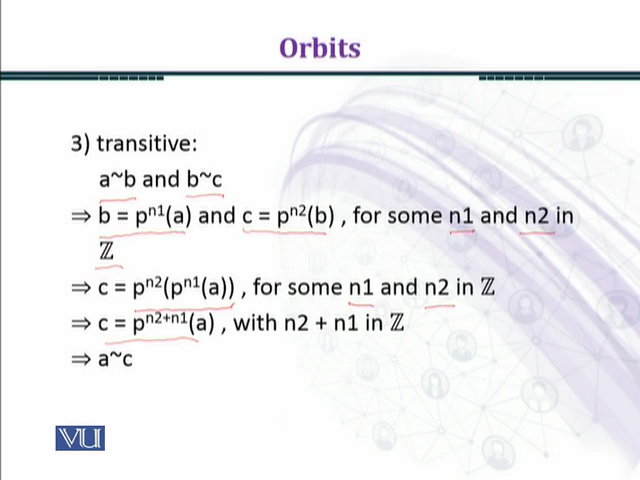 Orbits
3) transitive:
a~b and b~c
⇒ b = pⁿ¹(a) and c = pⁿ²(b) , for some n1 and n2 in
ℤ
⇒ c = pⁿ²(pⁿ¹(a)) , for some n1 and n2 in ℤ
⇒ c = pⁿ²⁺ⁿ¹(a) , with n2 + n1 in ℤ
⇒ a~c
VU